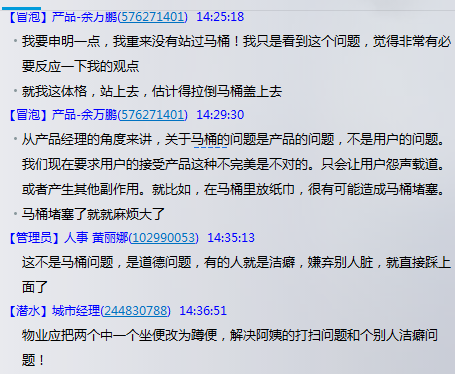 【冒泡】产品-余万鹏(576271401)  14:25:18
• 我要申明一点，我重来没有站过马桶！我只是看到这个问题，觉得非常有必
要反应一下我的观点
• 就我这体格，站上去，估计得拉倒马桶盖上去
【冒泡】产品-余万鹏(576271401)  14:29:30
• 从产品经理的角度来讲，关于马桶的问题是产品的问题，不是用户的问题。
我们现在要求用户的接受产品这种不完美是不对的。只会让用户怨声载道。
或者产生其他副作用。就比如，在马桶里放纸巾，很有可能造成马桶堵塞。
• 马桶堵塞了就就麻烦大了
【管理员】人事 黄丽娜(102990053)  14:35:13
这不是马桶问题，是道德问题，有的人就是洁癖，嫌弃别人脏，就直接踩上
面了
【潜水】城市经理(244830788)  14:36:51
物业应把两个中一个坐便改为蹲便，解决阿姨的打扫问题和个别人洁癖问
题！